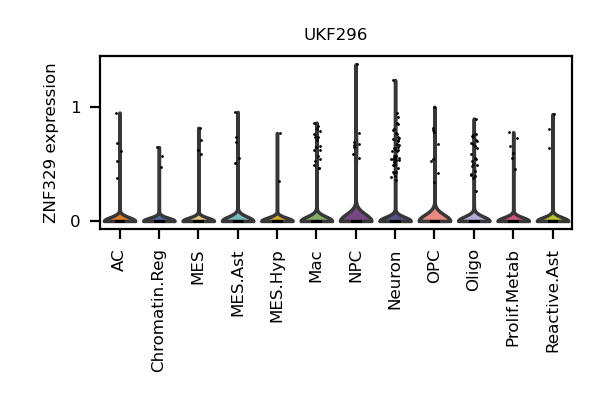 UKF296
ZNF329 expression
1
0
AC
Chromatin.Reg
MES
MES.Ast
MES.Hyp
Mac
NPC
Neuron
OPC
Oligo
Prolif.Metab
Reactive.Ast